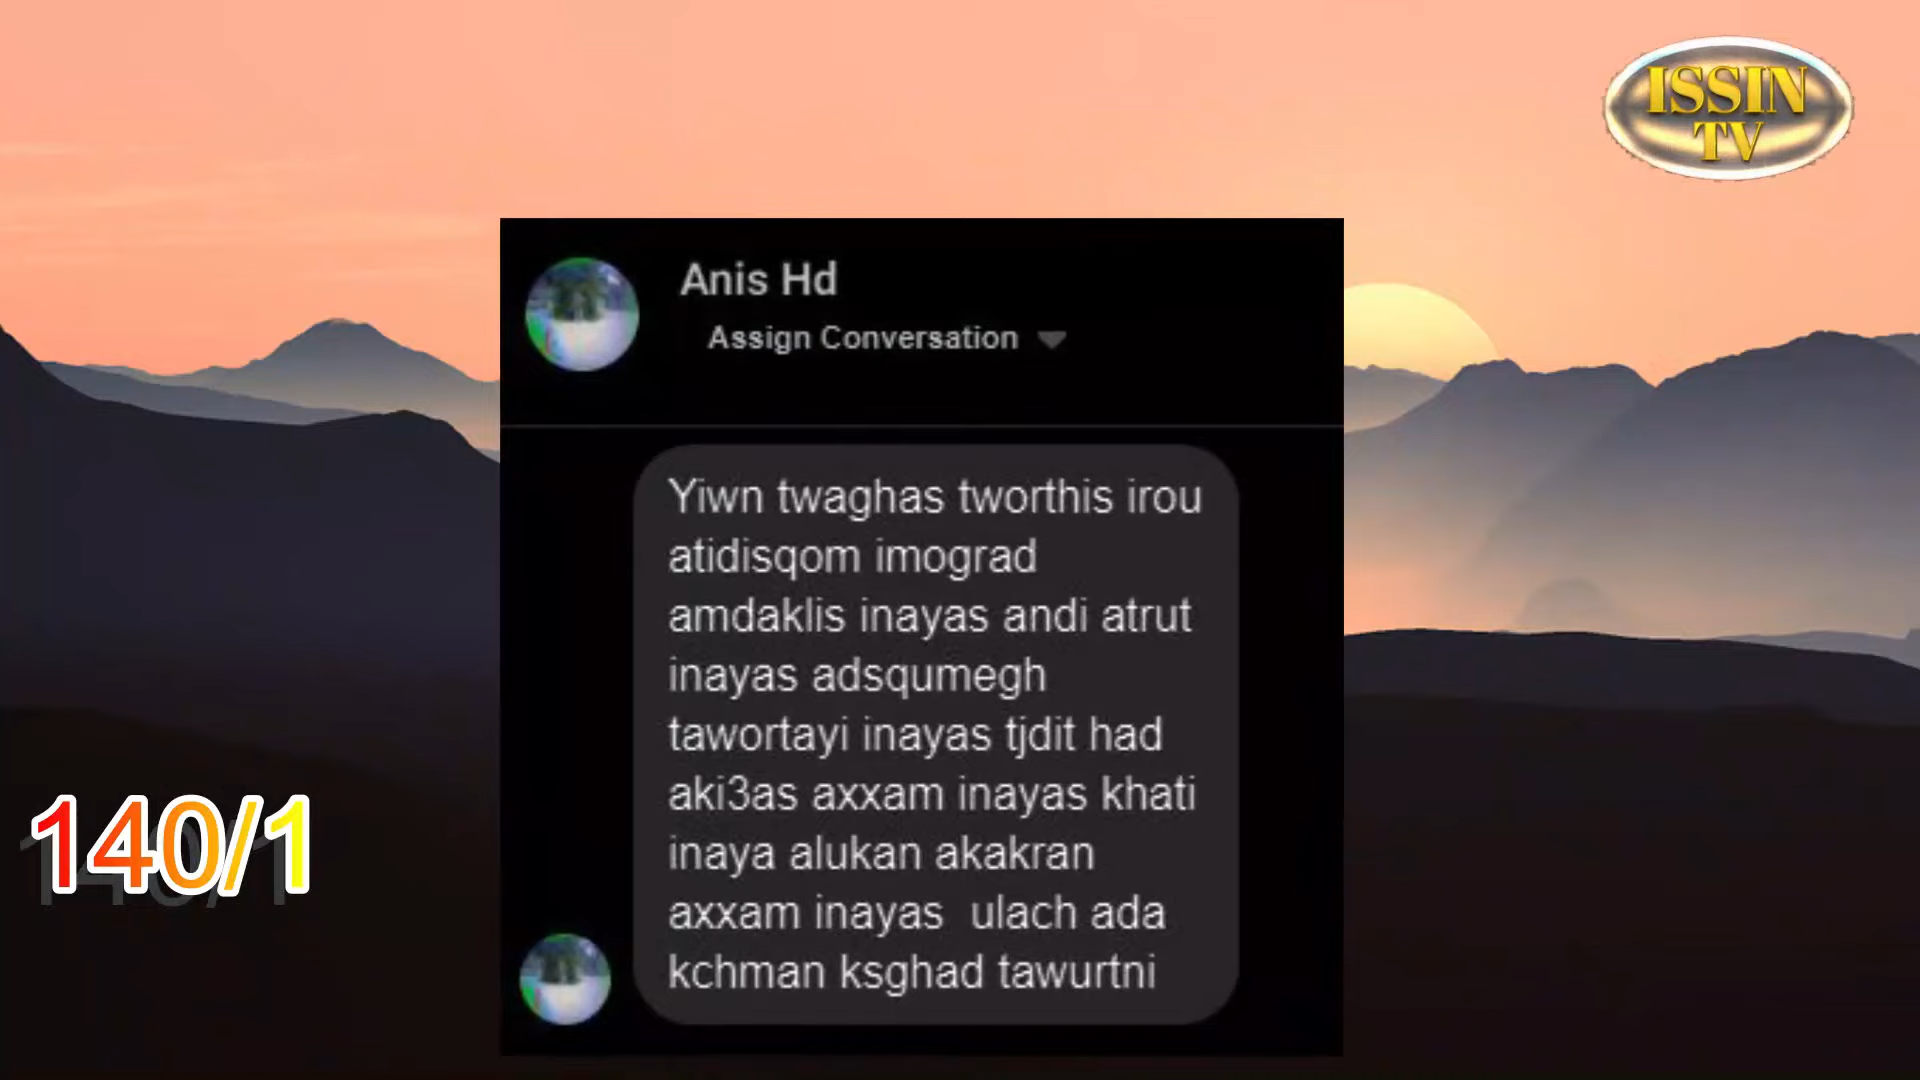 ISSIN
TV
Anis Hd
Assign Conversation
Yiwn twaghas tworthis irou
atidisqom imograd
amdaklis inayas andi atrut
inayas adsqumegh
tawortayi inayas tjdit had
aki3as axxam inayas khati
inaya alukan akakran
axxam inayas  ulach ada
kchman ksghad tawurtni
140/1